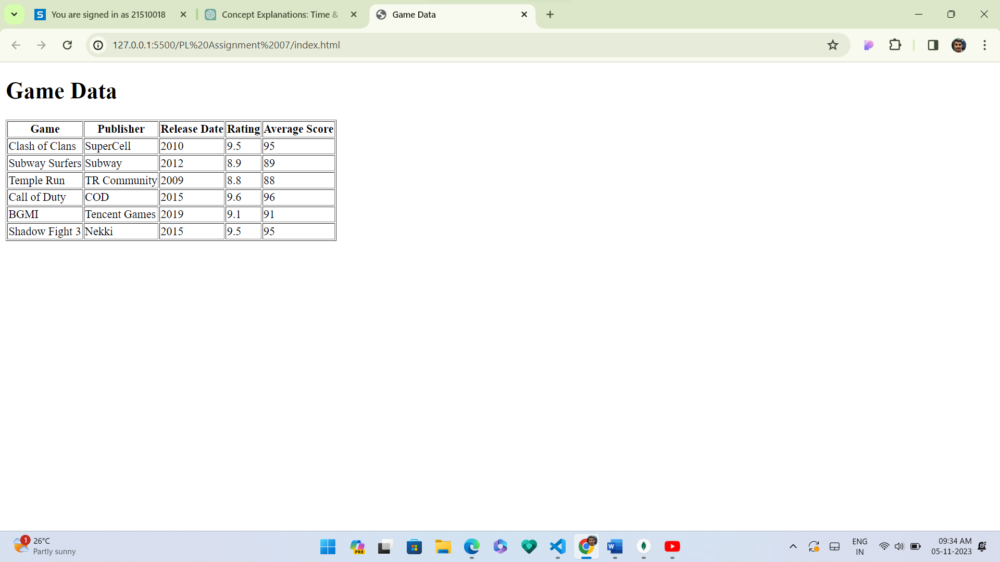 You are signed in as 21510018
Concept Explanations: Time &
Game Data
127.0.0.1:5500/PL%20Assignment%2007/index.html
Game Data
Game Publisher Release Date Rating Average Score
Clash of Clans SuperCell 2010 9.5 95
Subway Surfers Subway 2012 8.9 89
Temple Run TR Community 2009 8.8 88
Call of Duty COD 2015 9.6 96
BGMI Tencent Games 2019 9.1 91
Shadow Fight 3 Nekki 2015 9.5 95
1
26°C
Partly sunny
PRE
W
ENG
IN
09:34 AM
05-11-2023